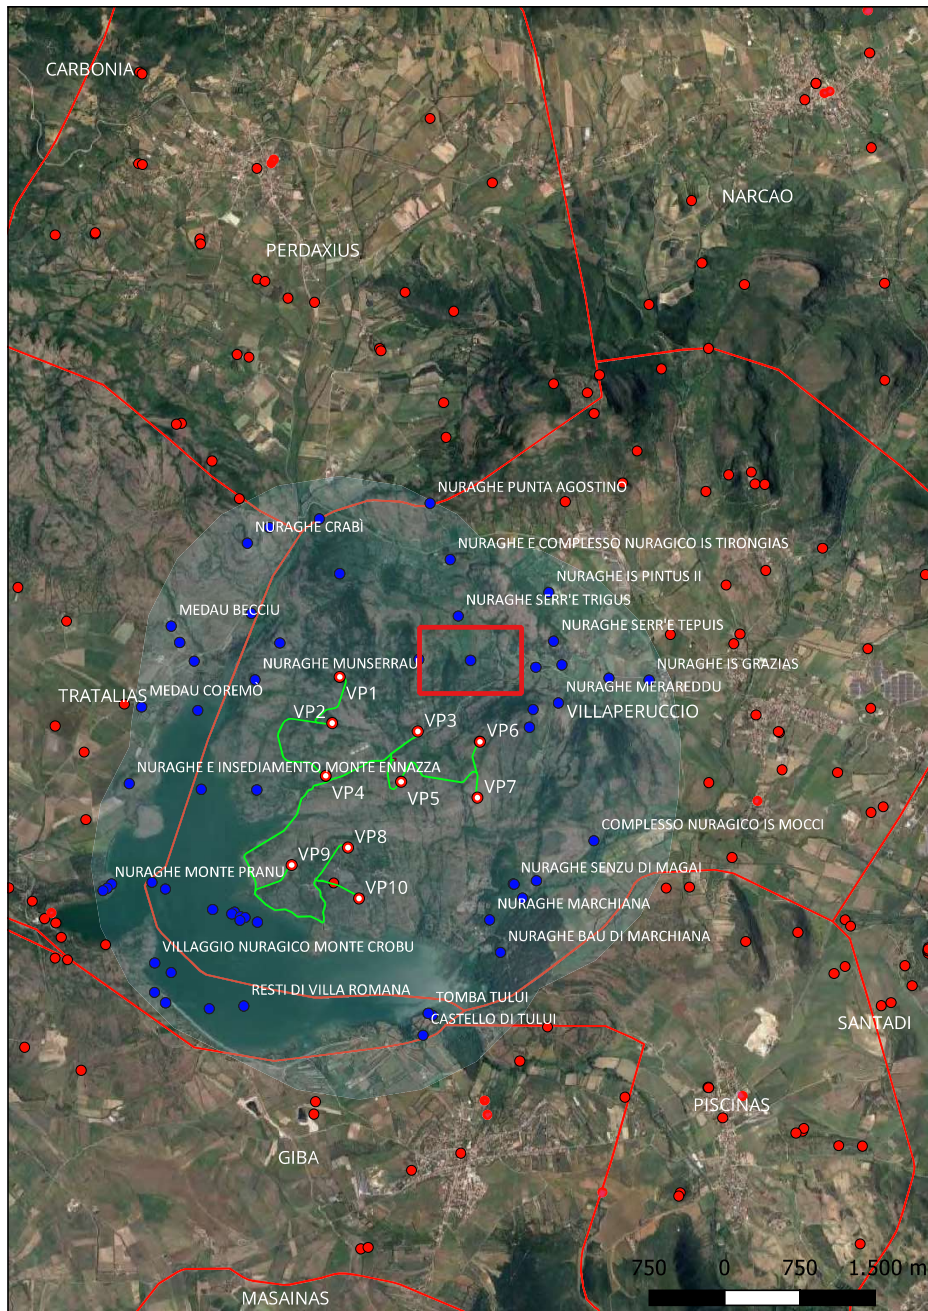 CARBONIA
NARCAO
PERDAXIUS
NURAGHE PUNTA AGOSTINO
NURAGHE CRABÌ
NURAGHE E COMPLESSO NURAGICO IS TIRONGIAS
NURAGHE IS PINTUS II
MEDAU BECCIU
NURAGHE SERR'E TRIGUS
NURAGHE SERR'E TEPUIS
NURAGHE MUNSERRAU
NURAGHE IS GRAZIAS
MEDAU COREMÒ
TRATALIAS
VP1
NURAGHE MERAREDDU
VILLAPERUCCIO
VP2
VP3
VP6
NURAGHE E INSEDIAMENTO MONTE ENNAZZA
VP4
VP5
VP7
COMPLESSO NURAGICO IS MOCCI
VP8
VP9
NURAGHE MONTE PRANU
NURAGHE SENZU DI MAGAI
VP10
NURAGHE MARCHIANA
NURAGHE BAU DI MARCHIANA
VILLAGGIO NURAGICO MONTE CROBU
RESTI DI VILLA ROMANA
TOMBA TULUI
CASTELLO DI TULUI
SANTADI
PISCINAS
GIBA
MASAINAS
750 0 750 1.500 m